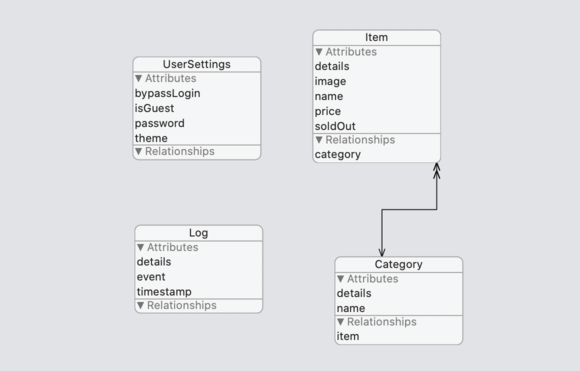 UserSettings
▼ Attributes
bypassLogin
isGuest
password
theme
▼ Relationships
Item
▼ Attributes
details
image
name
price
soldOut
▼ Relationships
category
Log
▼ Attributes
details
event
timestamp
▼ Relationships
Category
▼ Attributes
details
name
▼ Relationships
item